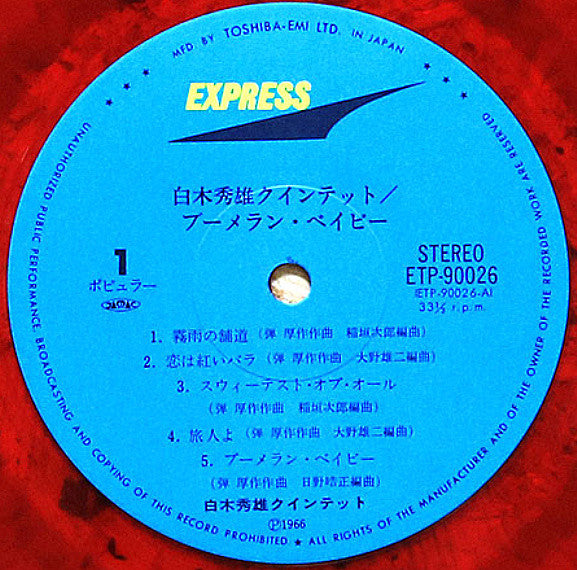 MFD. BY TOSHIBA-EMI LTD. IN JAPAN
EXPRESS
白木秀雄クインテット/
ブーメラン・ベイビー
1
ポピュラー
STEREO
ETP-90026
(ETP-90026-A)
33⅓ r.p.m.
1. 霧雨の舗道 (弾 厚作作曲 稲垣次郎編曲)
2. 恋は紅いバラ (弾 厚作作曲 大野雄二編曲)
3. スウィーテスト・オブ・オール
(弾 厚作作曲 稲垣次郎編曲)
4. 旅人よ (弾 厚作作曲 大野雄二編曲)
5. ブーメラン・ベイビー
(弾 厚作作曲 日野晧正編曲)
白木秀雄クインテット
Ⓟ1966
UNAUTHORIZED PUBLIC PERFORMANCE, BROADCASTING AND COPYING OF THIS RECORD PROHIBITED. ★ ALL RIGHTS OF THE MANUFACTURER AND OF THE OWNER OF THE RECORDED WORK ARE RESERVED